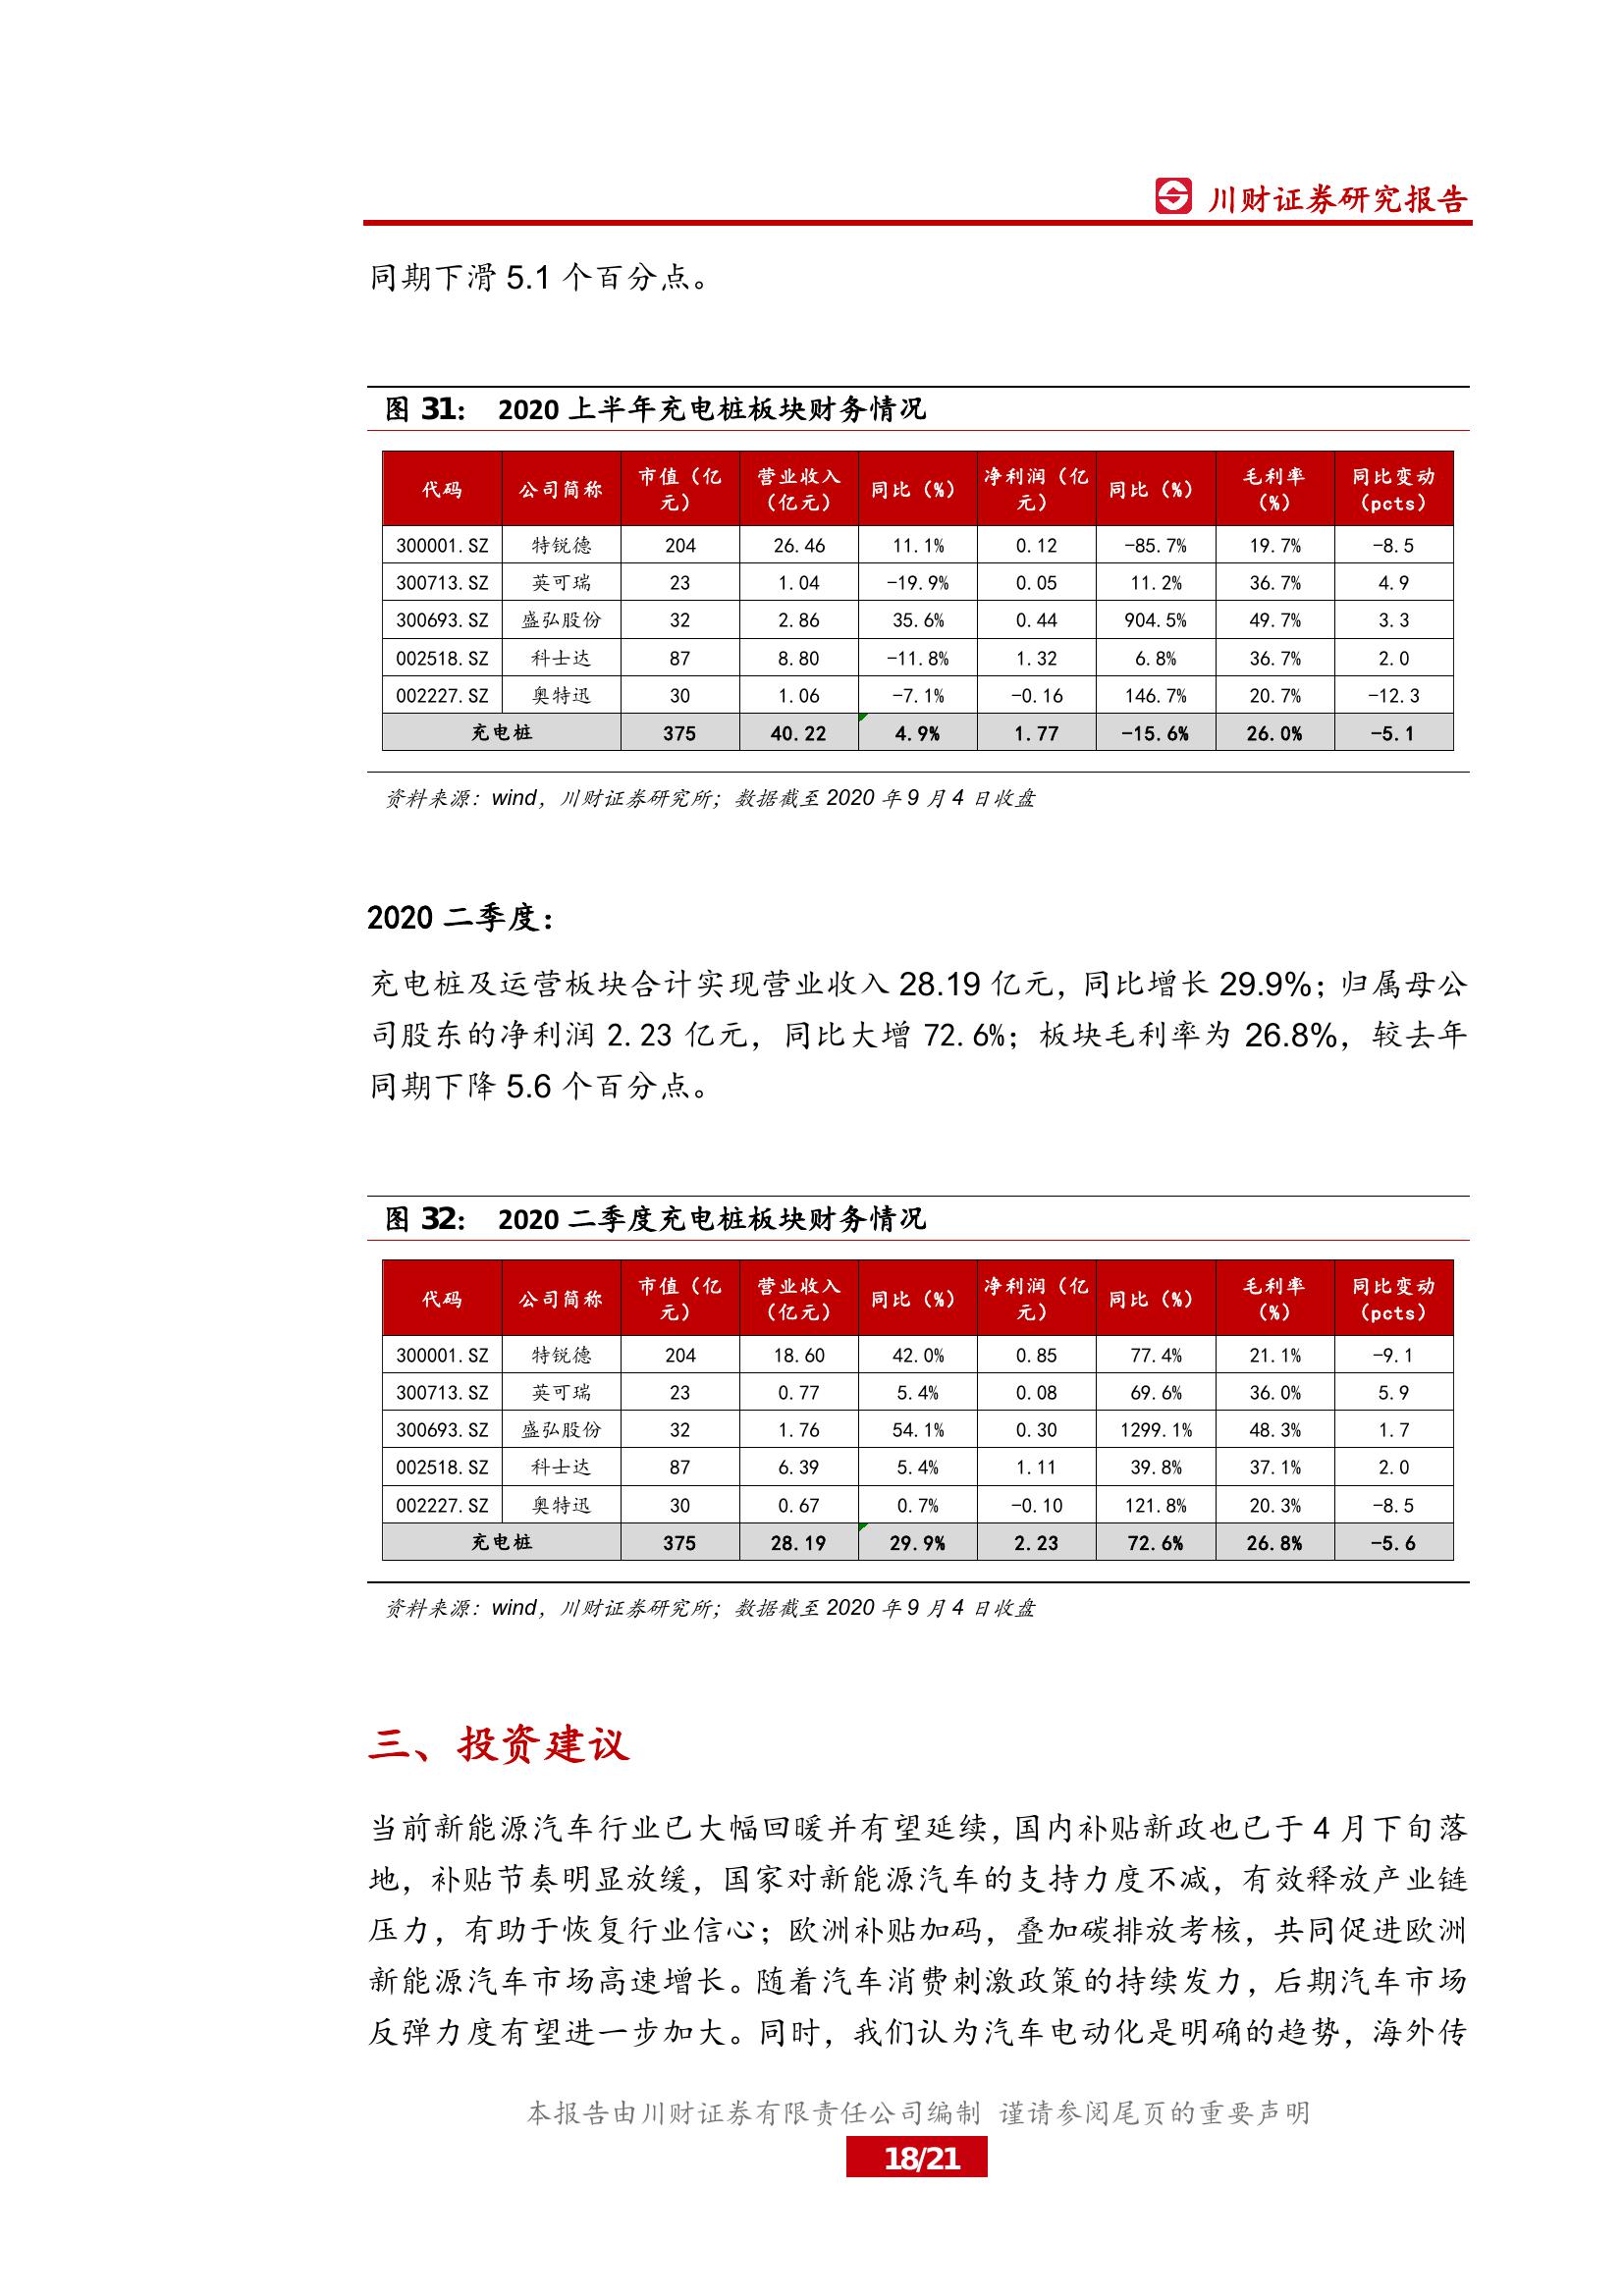 川财证券研究报告
同期下滑 5.1 个百分点。
图 31： 2020 上半年充电桩板块财务情况
代码 公司简称 市值（亿元） 营业收入（亿元） 同比（%） 净利润（亿元） 同比（%） 毛利率（%） 同比变动（pcts）
300001.SZ 特锐德 204 26.46 11.1% 0.12 -85.7% 19.7% -8.5
300713.SZ 英可瑞 23 1.04 -19.9% 0.05 11.2% 36.7% 4.9
300693.SZ 盛弘股份 32 2.86 35.6% 0.44 904.5% 49.7% 3.3
002518.SZ 科士达 87 8.80 -11.8% 1.32 6.8% 36.7% 2.0
002227.SZ 奥特迅 30 1.06 -7.1% -0.16 146.7% 20.7% -12.3
充电桩 375 40.22 4.9% 1.77 -15.6% 26.0% -5.1
资料来源：wind，川财证券研究所；数据截至 2020 年 9 月 4 日收盘
2020 二季度：
充电桩及运营板块合计实现营业收入 28.19 亿元，同比增长 29.9%；归属母公
司股东的净利润 2.23 亿元，同比大增 72.6%；板块毛利率为 26.8%，较去年
同期下降 5.6 个百分点。
图 32： 2020 二季度充电桩板块财务情况
代码 公司简称 市值（亿元） 营业收入（亿元） 同比（%） 净利润（亿元） 同比（%） 毛利率（%） 同比变动（pcts）
300001.SZ 特锐德 204 18.60 42.0% 0.85 77.4% 21.1% -9.1
300713.SZ 英可瑞 23 0.77 5.4% 0.08 69.6% 36.0% 5.9
300693.SZ 盛弘股份 32 1.76 54.1% 0.30 1299.1% 48.3% 1.7
002518.SZ 科士达 87 6.39 5.4% 1.11 39.8% 37.1% 2.0
002227.SZ 奥特迅 30 0.67 0.7% -0.10 121.8% 20.3% -8.5
充电桩 375 28.19 29.9% 2.23 72.6% 26.8% -5.6
资料来源：wind，川财证券研究所；数据截至 2020 年 9 月 4 日收盘
三、投资建议
当前新能源汽车行业已大幅回暖并有望延续，国内补贴新政也已于 4 月下旬落
地，补贴节奏明显放缓，国家对新能源汽车的支持力度不减，有效释放产业链
压力，有助于恢复行业信心；欧洲补贴加码，叠加碳排放考核，共同促进欧洲
新能源汽车市场高速增长。随着汽车消费刺激政策的持续发力，后期汽车市场
反弹力度有望进一步加大。同时，我们认为汽车电动化是明确的趋势，海外传
本报告由川财证券有限责任公司编制 谨请参阅尾页的重要声明
18/21